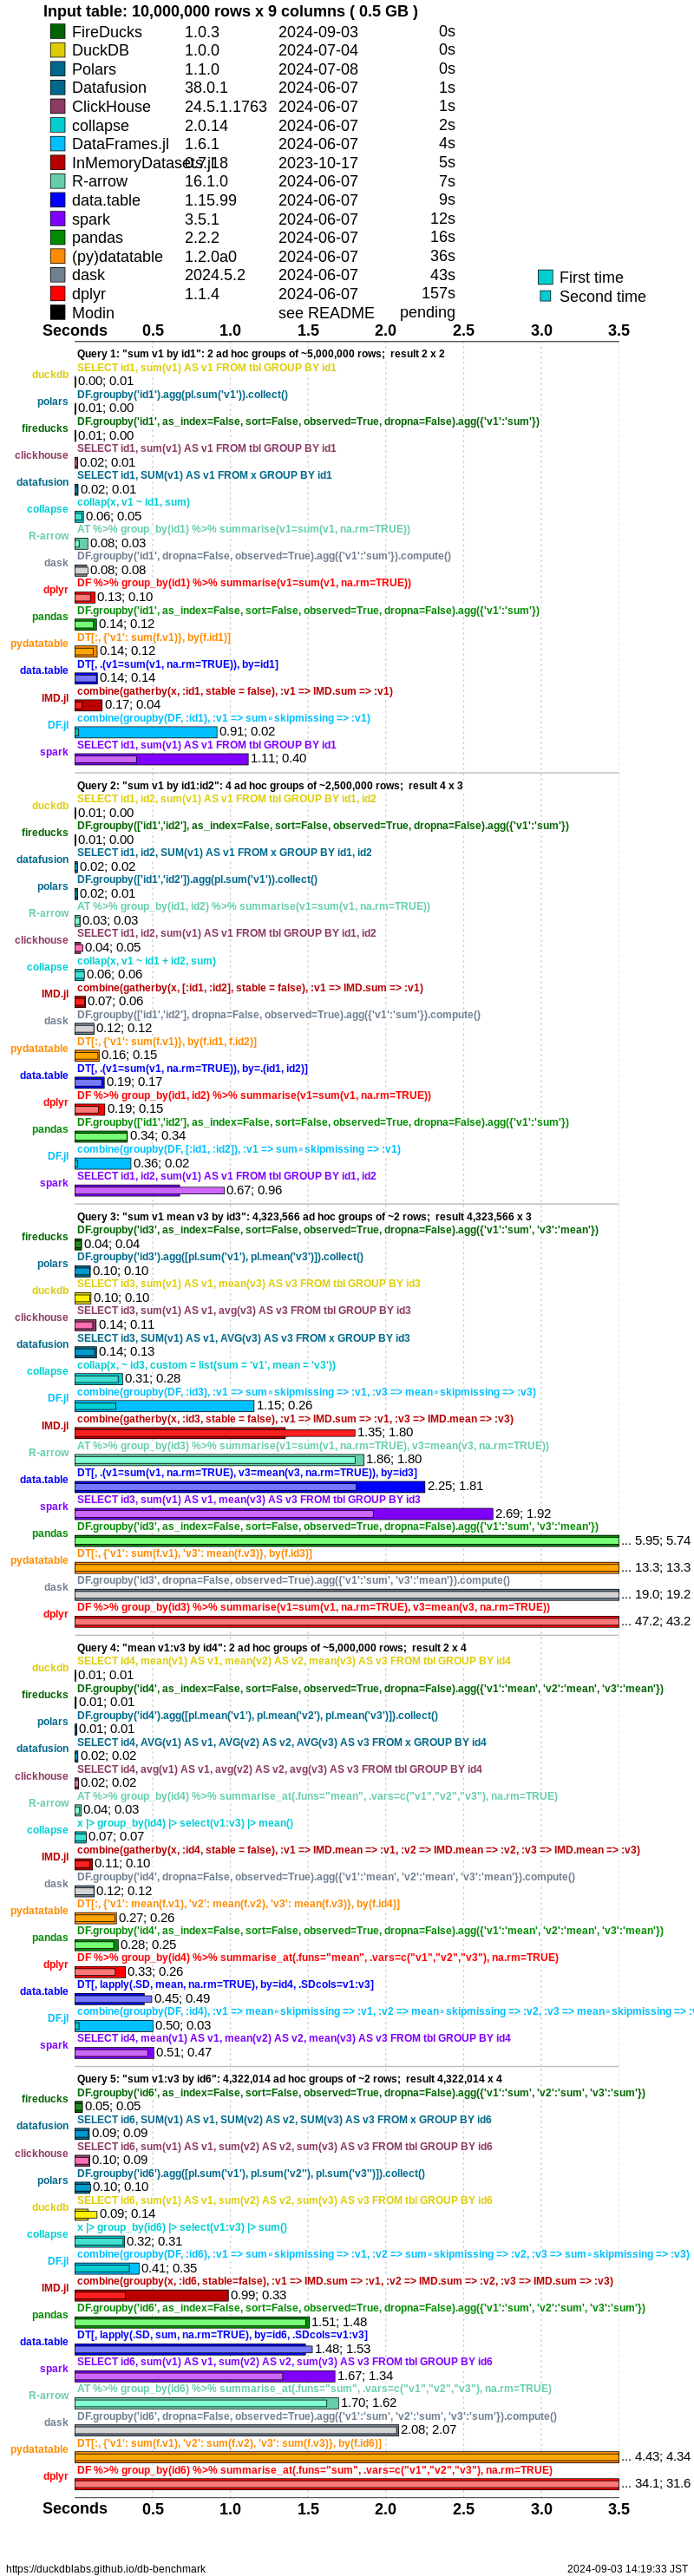 Input table: 10,000,000 rows x 9 columns ( 0.5 GB )
FireDucks 1.0.3 2024-09-03 0s
DuckDB 1.0.0 2024-07-04 0s
Polars 1.1.0 2024-07-08 0s
Datafusion 38.0.1 2024-06-07 1s
ClickHouse 24.5.1.1763 2024-06-07 1s
collapse 2.0.14 2024-06-07 2s
DataFrames.jl 1.6.1 2024-06-07 4s
InMemoryDatasets.jl 0.7.18 2023-10-17 5s
R-arrow 16.1.0 2024-06-07 7s
data.table 1.15.99 2024-06-07 9s
spark 3.5.1 2024-06-07 12s
pandas 2.2.2 2024-06-07 16s
(py)datatable 1.2.0a0 2024-06-07 36s
dask 2024.5.2 2024-06-07 43s
dplyr 1.1.4 2024-06-07 157s
Modin see README pending
First time
Second time
Seconds 0.5 1.0 1.5 2.0 2.5 3.0 3.5
Query 1: "sum v1 by id1": 2 ad hoc groups of ~5,000,000 rows; result 2 x 2
SELECT id1, sum(v1) AS v1 FROM tbl GROUP BY id1
duckdb 0.00; 0.01
DF.groupby('id1').agg(pl.sum('v1')).collect()
polars 0.01; 0.00
DF.groupby('id1', as_index=False, sort=False, observed=True, dropna=False).agg({'v1':'sum'})
fireducks 0.01; 0.00
SELECT id1, sum(v1) AS v1 FROM tbl GROUP BY id1
clickhouse 0.02; 0.01
SELECT id1, SUM(v1) AS v1 FROM x GROUP BY id1
datafusion 0.02; 0.01
collap(x, v1 ~ id1, sum)
collapse 0.06; 0.05
AT %>% group_by(id1) %>% summarise(v1=sum(v1, na.rm=TRUE))
R-arrow 0.08; 0.03
DF.groupby('id1', dropna=False, observed=True).agg({'v1':'sum'}).compute()
dask 0.08; 0.08
DF %>% group_by(id1) %>% summarise(v1=sum(v1, na.rm=TRUE))
dplyr 0.13; 0.10
DF.groupby('id1', as_index=False, sort=False, observed=True, dropna=False).agg({'v1':'sum'})
pandas 0.14; 0.12
DT[:, {'v1': sum(f.v1)}, by(f.id1)]
pydatatable 0.14; 0.12
DT[, .(v1=sum(v1, na.rm=TRUE)), by=id1]
data.table 0.14; 0.14
combine(gatherby(x, :id1, stable = false), :v1 => IMD.sum => :v1)
IMD.jl 0.17; 0.04
combine(groupby(DF, :id1), :v1 => sum∘skipmissing => :v1)
DF.jl 0.91; 0.02
SELECT id1, sum(v1) AS v1 FROM tbl GROUP BY id1
spark 1.11; 0.40
Query 2: "sum v1 by id1:id2": 4 ad hoc groups of ~2,500,000 rows; result 4 x 3
SELECT id1, id2, sum(v1) AS v1 FROM tbl GROUP BY id1, id2
duckdb 0.01; 0.00
DF.groupby(['id1','id2'], as_index=False, sort=False, observed=True, dropna=False).agg({'v1':'sum'})
fireducks 0.01; 0.00
SELECT id1, id2, SUM(v1) AS v1 FROM x GROUP BY id1, id2
datafusion 0.02; 0.02
DF.groupby(['id1','id2']).agg(pl.sum('v1')).collect()
polars 0.02; 0.01
AT %>% group_by(id1, id2) %>% summarise(v1=sum(v1, na.rm=TRUE))
R-arrow 0.03; 0.03
SELECT id1, id2, sum(v1) AS v1 FROM tbl GROUP BY id1, id2
clickhouse 0.04; 0.05
collap(x, v1 ~ id1 + id2, sum)
collapse 0.06; 0.06
combine(gatherby(x, [:id1, :id2], stable = false), :v1 => IMD.sum => :v1)
IMD.jl 0.07; 0.06
DF.groupby(['id1','id2'], dropna=False, observed=True).agg({'v1':'sum'}).compute()
dask 0.12; 0.12
DT[:, {'v1': sum(f.v1)}, by(f.id1, f.id2)]
pydatatable 0.16; 0.15
DT[, .(v1=sum(v1, na.rm=TRUE)), by=.(id1, id2)]
data.table 0.19; 0.17
DF %>% group_by(id1, id2) %>% summarise(v1=sum(v1, na.rm=TRUE))
dplyr 0.19; 0.15
DF.groupby(['id1','id2'], as_index=False, sort=False, observed=True, dropna=False).agg({'v1':'sum'})
pandas 0.34; 0.34
combine(groupby(DF, [:id1, :id2]), :v1 => sum∘skipmissing => :v1)
DF.jl 0.36; 0.02
SELECT id1, id2, sum(v1) AS v1 FROM tbl GROUP BY id1, id2
spark 0.67; 0.96
Query 3: "sum v1 mean v3 by id3": 4,323,566 ad hoc groups of ~2 rows; result 4,323,566 x 3
DF.groupby('id3', as_index=False, sort=False, observed=True, dropna=False).agg({'v1':'sum', 'v3':'mean'})
fireducks 0.04; 0.04
DF.groupby('id3').agg([pl.sum('v1'), pl.mean('v3')]).collect()
polars 0.10; 0.10
SELECT id3, sum(v1) AS v1, mean(v3) AS v3 FROM tbl GROUP BY id3
duckdb 0.10; 0.10
SELECT id3, sum(v1) AS v1, avg(v3) AS v3 FROM tbl GROUP BY id3
clickhouse 0.14; 0.11
SELECT id3, SUM(v1) AS v1, AVG(v3) AS v3 FROM x GROUP BY id3
datafusion 0.14; 0.13
collap(x, ~ id3, custom = list(sum = 'v1', mean = 'v3'))
collapse 0.31; 0.28
combine(groupby(DF, :id3), :v1 => sum∘skipmissing => :v1, :v3 => mean∘skipmissing => :v3)
DF.jl 1.15; 0.26
combine(gatherby(x, :id3, stable = false), :v1 => IMD.sum => :v1, :v3 => IMD.mean => :v3)
IMD.jl 1.35; 1.80
AT %>% group_by(id3) %>% summarise(v1=sum(v1, na.rm=TRUE), v3=mean(v3, na.rm=TRUE))
R-arrow 1.86; 1.80
DT[, .(v1=sum(v1, na.rm=TRUE), v3=mean(v3, na.rm=TRUE)), by=id3]
data.table 2.25; 1.81
SELECT id3, sum(v1) AS v1, mean(v3) AS v3 FROM tbl GROUP BY id3
spark 2.69; 1.92
DF.groupby('id3', as_index=False, sort=False, observed=True, dropna=False).agg({'v1':'sum', 'v3':'mean'})
pandas ... 5.95; 5.74
DT[:, {'v1': sum(f.v1), 'v3': mean(f.v3)}, by(f.id3)]
pydatatable ... 13.3; 13.3
DF.groupby('id3', dropna=False, observed=True).agg({'v1':'sum', 'v3':'mean'}).compute()
dask ... 19.0; 19.2
DF %>% group_by(id3) %>% summarise(v1=sum(v1, na.rm=TRUE), v3=mean(v3, na.rm=TRUE))
dplyr ... 47.2; 43.2
Query 4: "mean v1:v3 by id4": 2 ad hoc groups of ~5,000,000 rows; result 2 x 4
SELECT id4, mean(v1) AS v1, mean(v2) AS v2, mean(v3) AS v3 FROM tbl GROUP BY id4
duckdb 0.01; 0.01
DF.groupby('id4', as_index=False, sort=False, observed=True, dropna=False).agg({'v1':'mean', 'v2':'mean', 'v3':'mean'})
fireducks 0.01; 0.01
DF.groupby('id4').agg([pl.mean('v1'), pl.mean('v2'), pl.mean('v3')]).collect()
polars 0.01; 0.01
SELECT id4, AVG(v1) AS v1, AVG(v2) AS v2, AVG(v3) AS v3 FROM x GROUP BY id4
datafusion 0.02; 0.02
SELECT id4, avg(v1) AS v1, avg(v2) AS v2, avg(v3) AS v3 FROM tbl GROUP BY id4
clickhouse 0.02; 0.02
AT %>% group_by(id4) %>% summarise_at(.funs="mean", .vars=c("v1","v2","v3"), na.rm=TRUE)
R-arrow 0.04; 0.03
x |> group_by(id4) |> select(v1:v3) |> mean()
collapse 0.07; 0.07
combine(gatherby(x, :id4, stable = false), :v1 => IMD.mean => :v1, :v2 => IMD.mean => :v2, :v3 => IMD.mean => :v3)
IMD.jl 0.11; 0.10
DF.groupby('id4', dropna=False, observed=True).agg({'v1':'mean', 'v2':'mean', 'v3':'mean'}).compute()
dask 0.12; 0.12
DT[:, {'v1': mean(f.v1), 'v2': mean(f.v2), 'v3': mean(f.v3)}, by(f.id4)]
pydatatable 0.27; 0.26
DF.groupby('id4', as_index=False, sort=False, observed=True, dropna=False).agg({'v1':'mean', 'v2':'mean', 'v3':'mean'})
pandas 0.28; 0.25
DF %>% group_by(id4) %>% summarise_at(.funs="mean", .vars=c("v1","v2","v3"), na.rm=TRUE)
dplyr 0.33; 0.26
DT[, lapply(.SD, mean, na.rm=TRUE), by=id4, .SDcols=v1:v3]
data.table 0.45; 0.49
combine(groupby(DF, :id4), :v1 => mean∘skipmissing => :v1, :v2 => mean∘skipmissing => :v2, :v3 => mean∘skipmissing => :v
DF.jl 0.50; 0.03
SELECT id4, mean(v1) AS v1, mean(v2) AS v2, mean(v3) AS v3 FROM tbl GROUP BY id4
spark 0.51; 0.47
Query 5: "sum v1:v3 by id6": 4,322,014 ad hoc groups of ~2 rows; result 4,322,014 x 4
DF.groupby('id6', as_index=False, sort=False, observed=True, dropna=False).agg({'v1':'sum', 'v2':'sum', 'v3':'sum'})
fireducks 0.05; 0.05
SELECT id6, SUM(v1) AS v1, SUM(v2) AS v2, SUM(v3) AS v3 FROM x GROUP BY id6
datafusion 0.09; 0.09
SELECT id6, sum(v1) AS v1, sum(v2) AS v2, sum(v3) AS v3 FROM tbl GROUP BY id6
clickhouse 0.10; 0.09
DF.groupby('id6').agg([pl.sum('v1'), pl.sum('v2''), pl.sum('v3'')]).collect()
polars 0.10; 0.10
SELECT id6, sum(v1) AS v1, sum(v2) AS v2, sum(v3) AS v3 FROM tbl GROUP BY id6
duckdb 0.09; 0.14
x |> group_by(id6) |> select(v1:v3) |> sum()
collapse 0.32; 0.31
combine(groupby(DF, :id6), :v1 => sum∘skipmissing => :v1, :v2 => sum∘skipmissing => :v2, :v3 => sum∘skipmissing => :v3)
DF.jl 0.41; 0.35
combine(groupby(x, :id6, stable=false), :v1 => IMD.sum => :v1, :v2 => IMD.sum => :v2, :v3 => IMD.sum => :v3)
IMD.jl 0.99; 0.33
DF.groupby('id6', as_index=False, sort=False, observed=True, dropna=False).agg({'v1':'sum', 'v2':'sum', 'v3':'sum'})
pandas 1.51; 1.48
DT[, lapply(.SD, sum, na.rm=TRUE), by=id6, .SDcols=v1:v3]
data.table 1.48; 1.53
SELECT id6, sum(v1) AS v1, sum(v2) AS v2, sum(v3) AS v3 FROM tbl GROUP BY id6
spark 1.67; 1.34
AT %>% group_by(id6) %>% summarise_at(.funs="sum", .vars=c("v1","v2","v3"), na.rm=TRUE)
R-arrow 1.70; 1.62
DF.groupby('id6', dropna=False, observed=True).agg({'v1':'sum', 'v2':'sum', 'v3':'sum'}).compute()
dask 2.08; 2.07
DT[:, {'v1': sum(f.v1), 'v2': sum(f.v2), 'v3': sum(f.v3)}, by(f.id6)]
pydatatable ... 4.43; 4.34
DF %>% group_by(id6) %>% summarise_at(.funs="sum", .vars=c("v1","v2","v3"), na.rm=TRUE)
dplyr ... 34.1; 31.6
Seconds 0.5 1.0 1.5 2.0 2.5 3.0 3.5
https://duckdblabs.github.io/db-benchmark 2024-09-03 14:19:33 JST